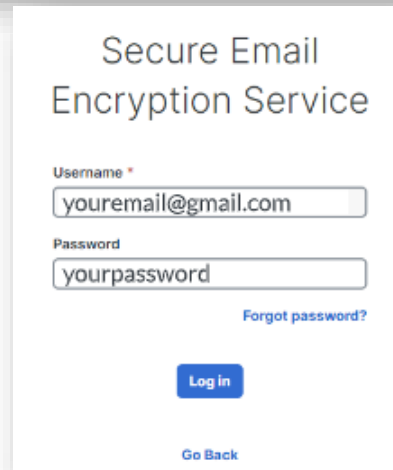 Secure Email
Encryption Service
Username *
youremail@gmail.com
Password
yourpassword
Forgot password?
Log in
Go Back